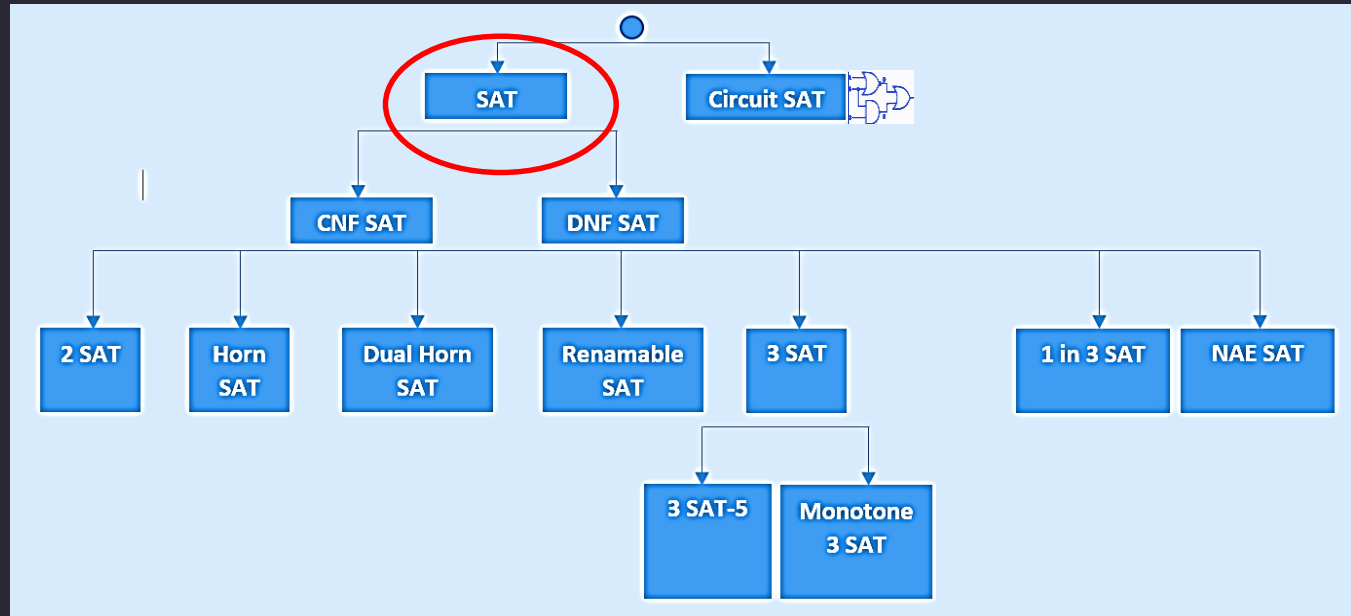 SAT
Circuit SAT
CNF SAT
DNF SAT
2 SAT
Horn
SAT
Dual Horn
SAT
Renamable
SAT
3 SAT
1 in 3 SAT
NAE SAT
3 SAT-5
Monotone
3 SAT